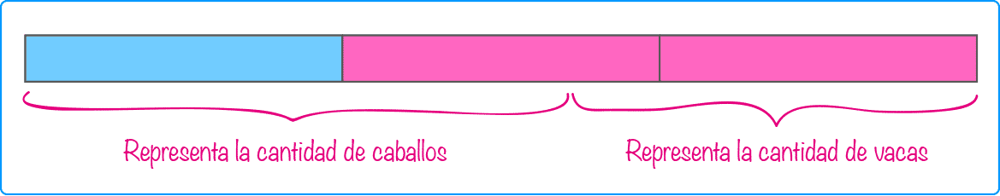 Representa la cantidad de caballos
Representa la cantidad de vacas